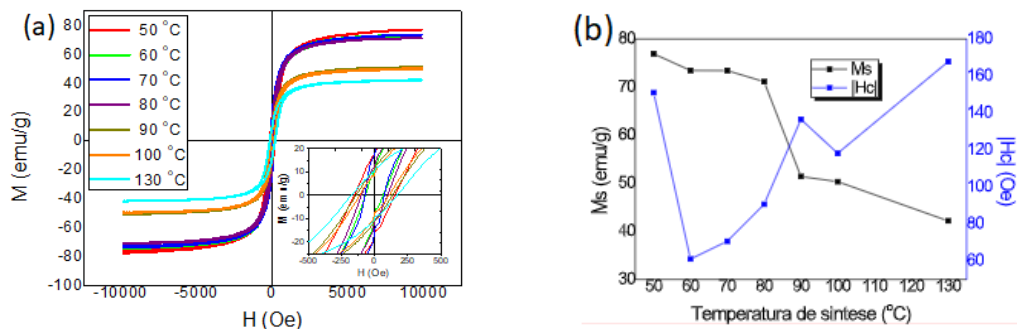 (a)
M (emu/g)
80
60
40
20
0
-20
-40
-60
-80
-100
50 °C
60 °C
70 °C
80 °C
90 °C
100 °C
130 °C
M (emu/g)
20
0
-20
-500 -250 0 250 500
H (Oe)
-10000 -5000 0 5000 10000
H (Oe)
(b)
Ms (emu/g)
80
70
60
50
40
30
Ms
|Hc|
180
160
140
120
100
80
60
|Hc| (Oe)
50 60 70 80 90 100 110 120 130
Temperatura de sintese (°C)